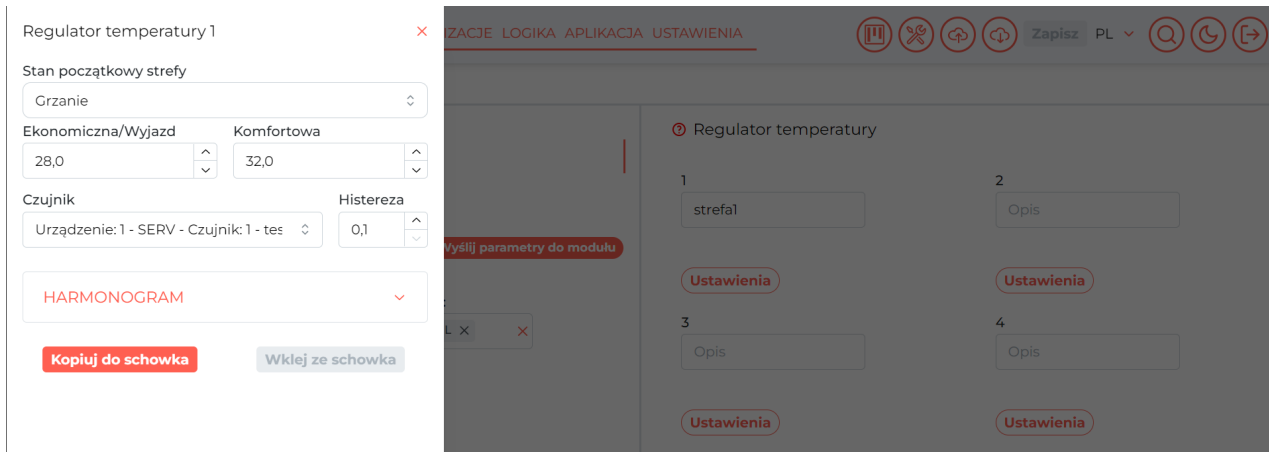 Regulator temperatury 1
Stan początkowy strefy
Grzanie
Ekonomiczna/Wyjazd Komfortowa
28,0 32,0
Czujnik Histereza
Urządzenie: 1 - SERV - Czujnik: 1 - tes 0,1
HARMONOGRAM
Kopiuj do schowka Wklej ze schowka
IZACJE LOGIKA APLIKACJA USTAWIENIA Zapisz PL
Wyślij parametry do modułu
L
Regulator temperatury
1 2
strefa1 Opis
Ustawienia Ustawienia
3 4
Opis Opis
Ustawienia Ustawienia